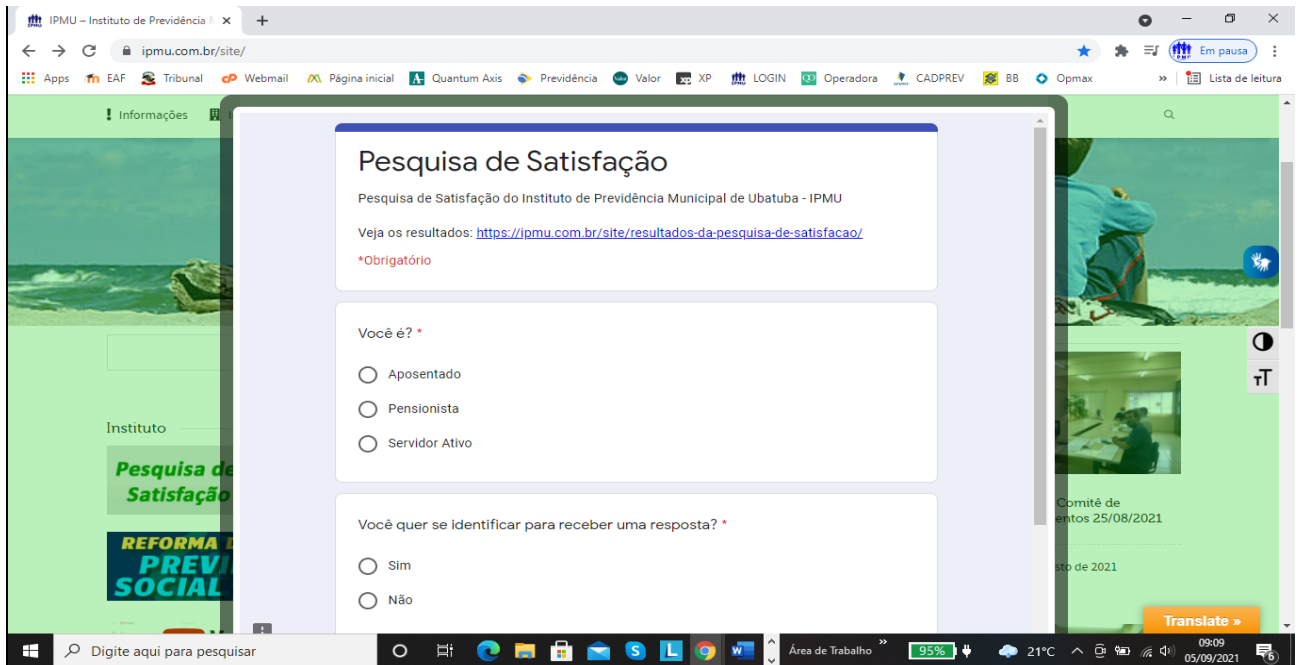 IPMU – Instituto de Previdência
ipmu.com.br/site/
Em pausa
Apps EAF Tribunal Webmail Página inicial Quantum Axis Previdência Valor XP LOGIN Operadora CADPREV BB Opmax » Lista de leitura
Informações
Pesquisa de Satisfação
Pesquisa de Satisfação do Instituto de Previdência Municipal de Ubatuba - IPMU
Veja os resultados: https://ipmu.com.br/site/resultados-da-pesquisa-de-satisfacao/
*Obrigatório
Você é? *
Aposentado
Pensionista
Servidor Ativo
Você quer se identificar para receber uma resposta? *
Sim
Não
Instituto
Pesquisa de
Satisfação
REFORMA
PREVI
SOCIAL
Comitê de
entos 25/08/2021
sto de 2021
Translate »
Digite aqui para pesquisar
Área de Trabalho »
95%
21°C
09:09
05/09/2021
6